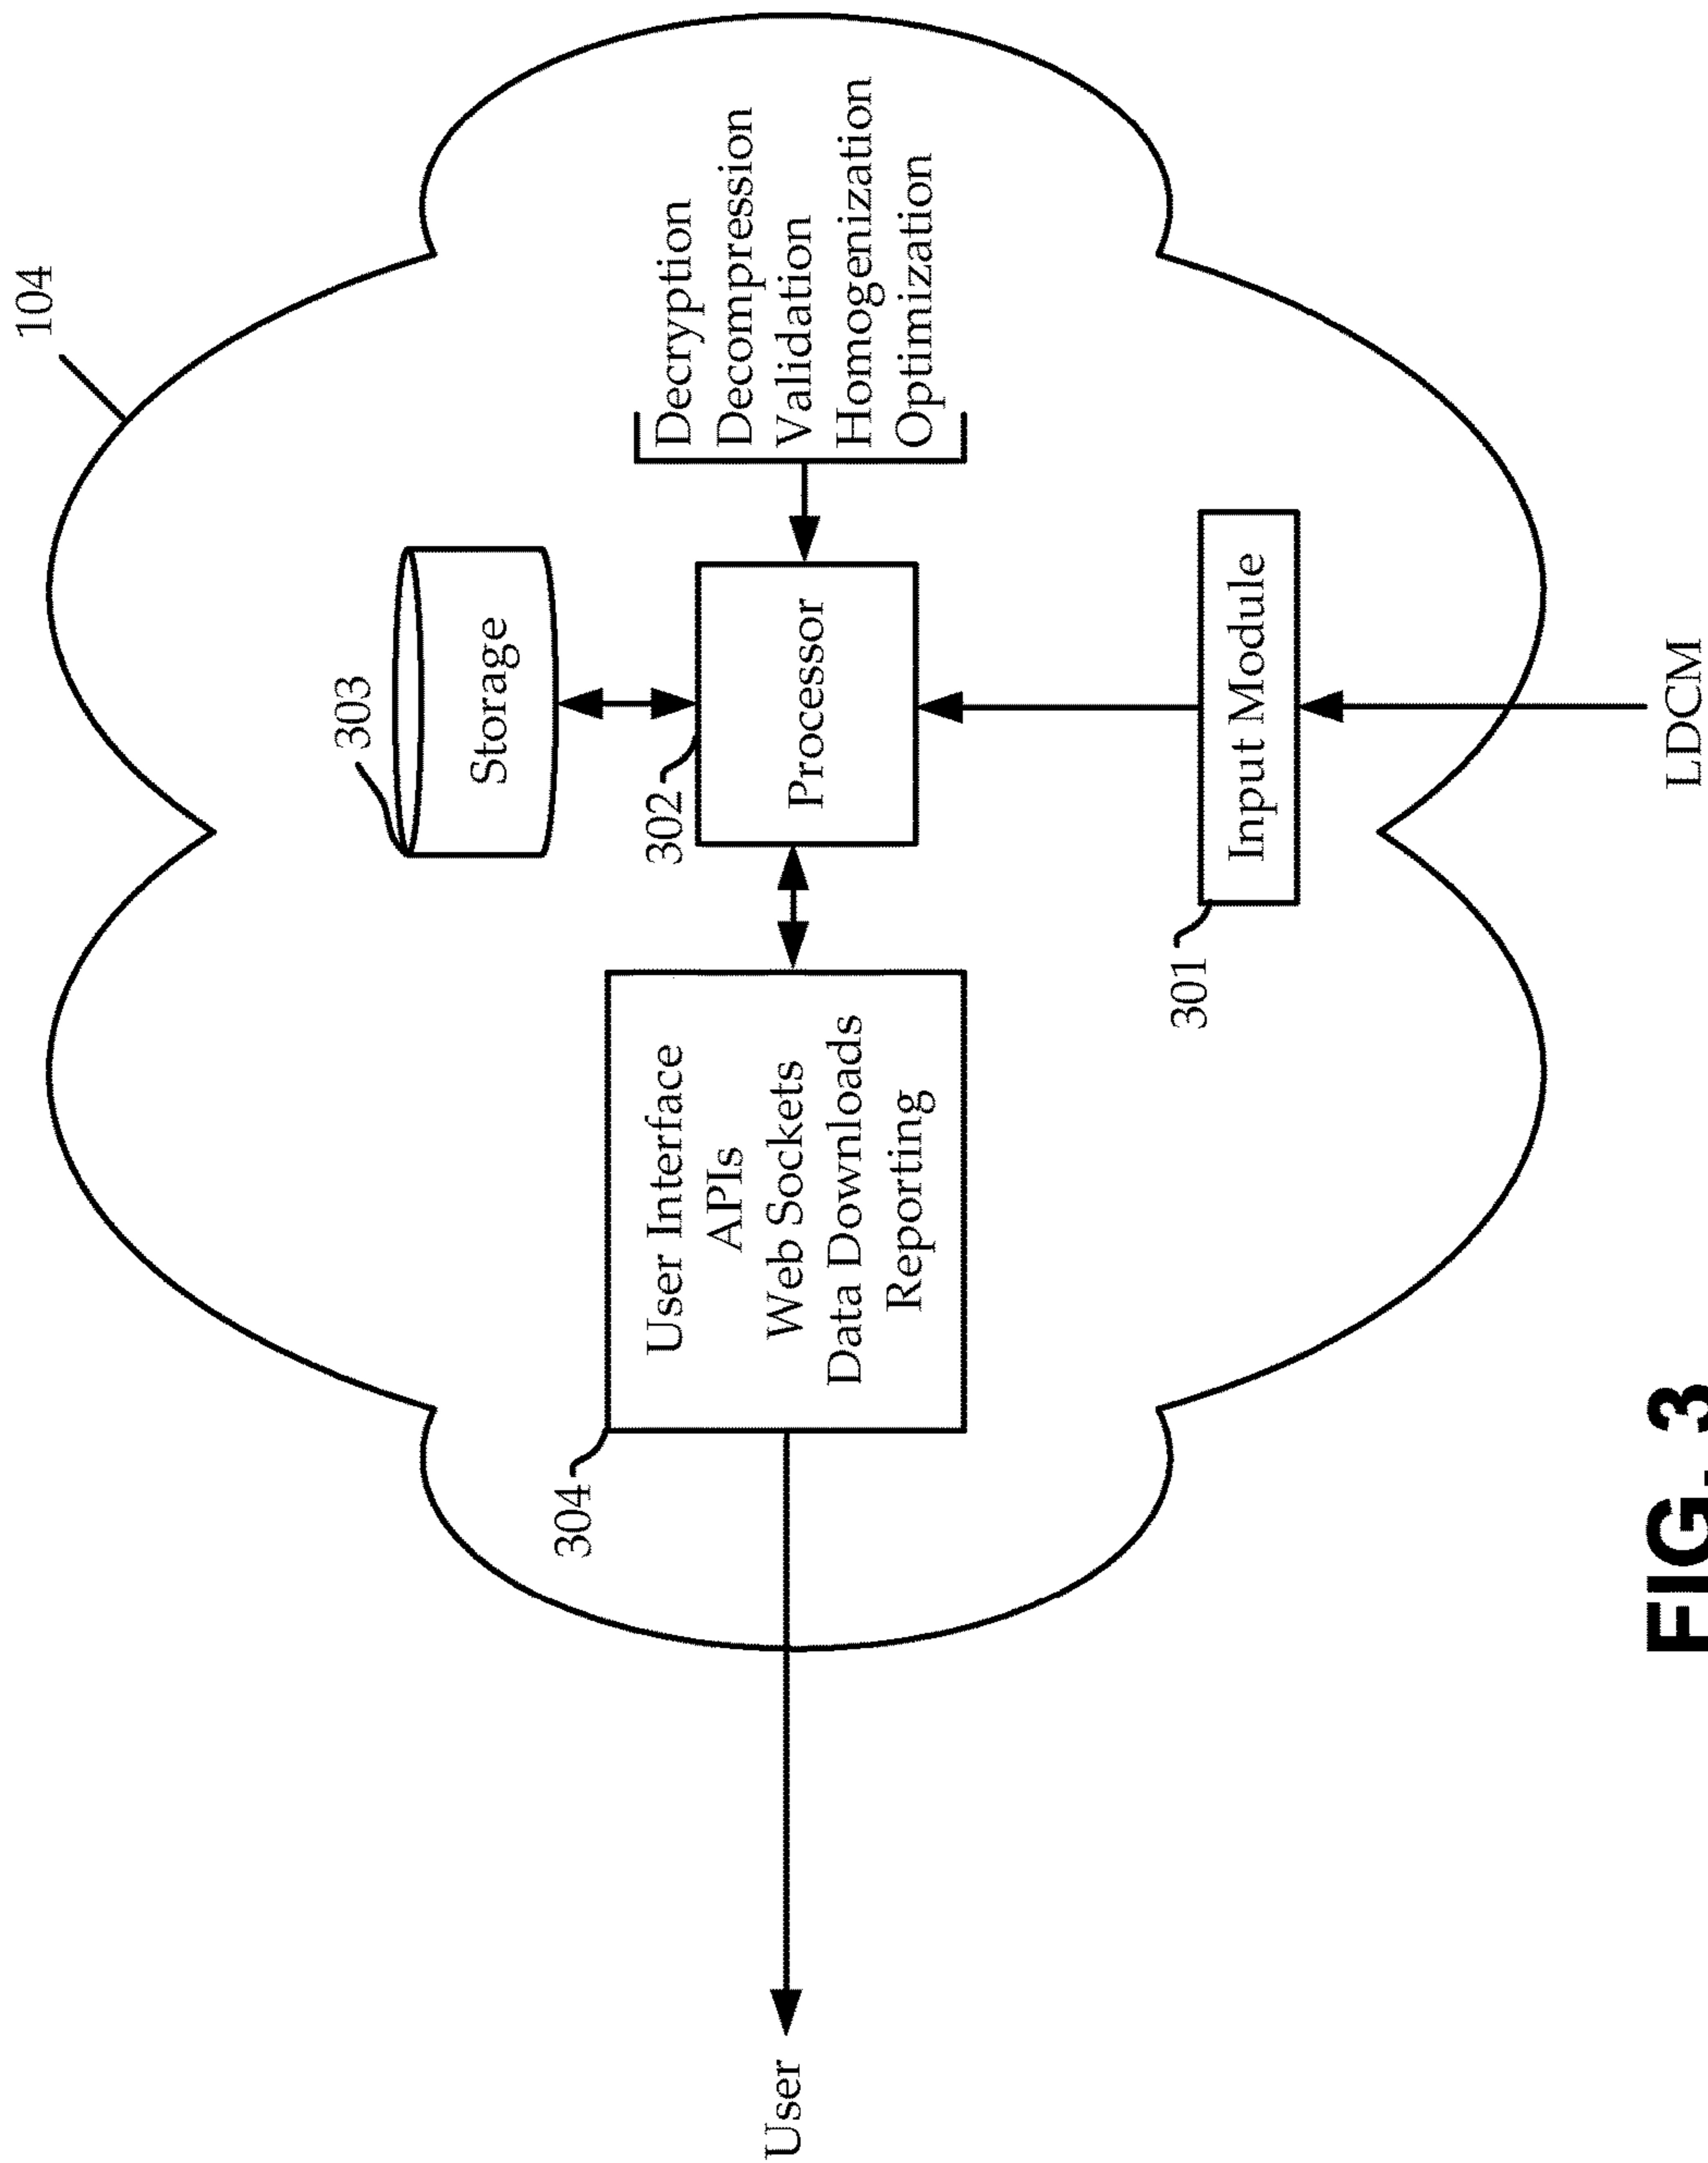 104
303
Storage
302
Processor
Decryption
Decompression
Validation
Homogenization
Optimization
304
User Interface
APIs
Web Sockets
Data Downloads
Reporting
User
301
Input Module
LDCM
FIG. 3